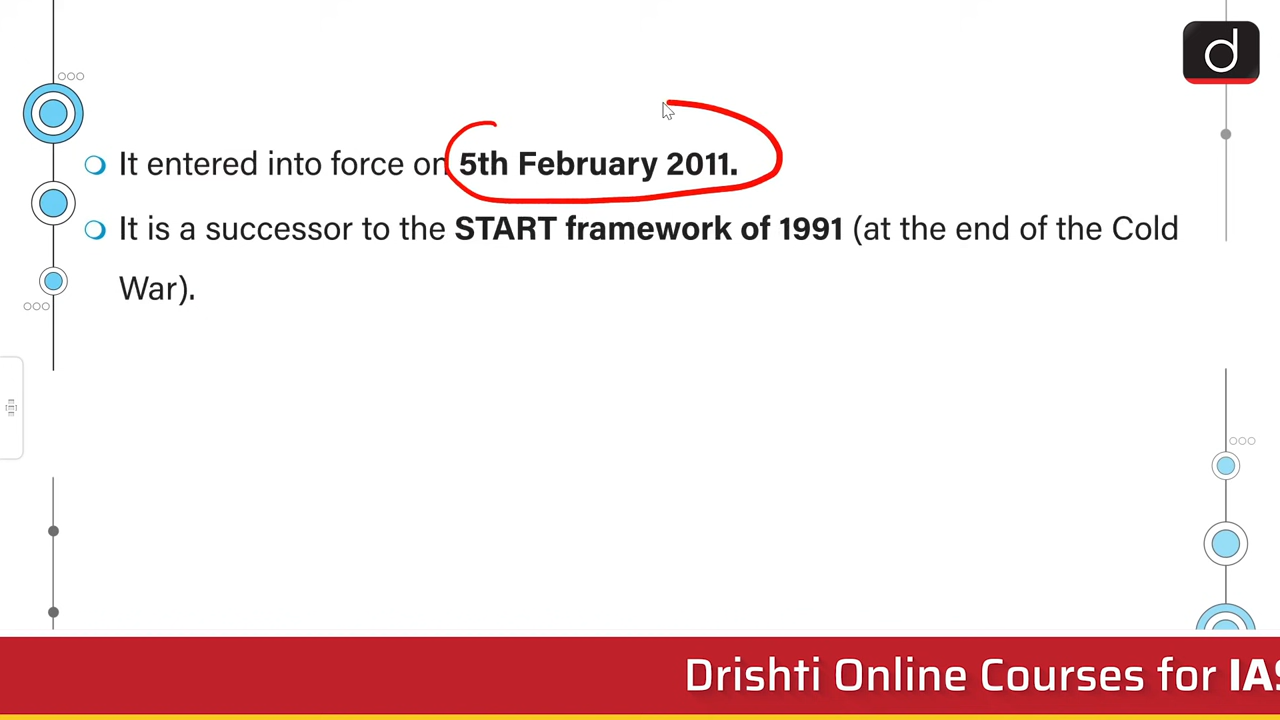 It entered into force on 5th February 2011.
It is a successor to the START framework of 1991 (at the end of the Cold
War).
Drishti Online Courses for IAS